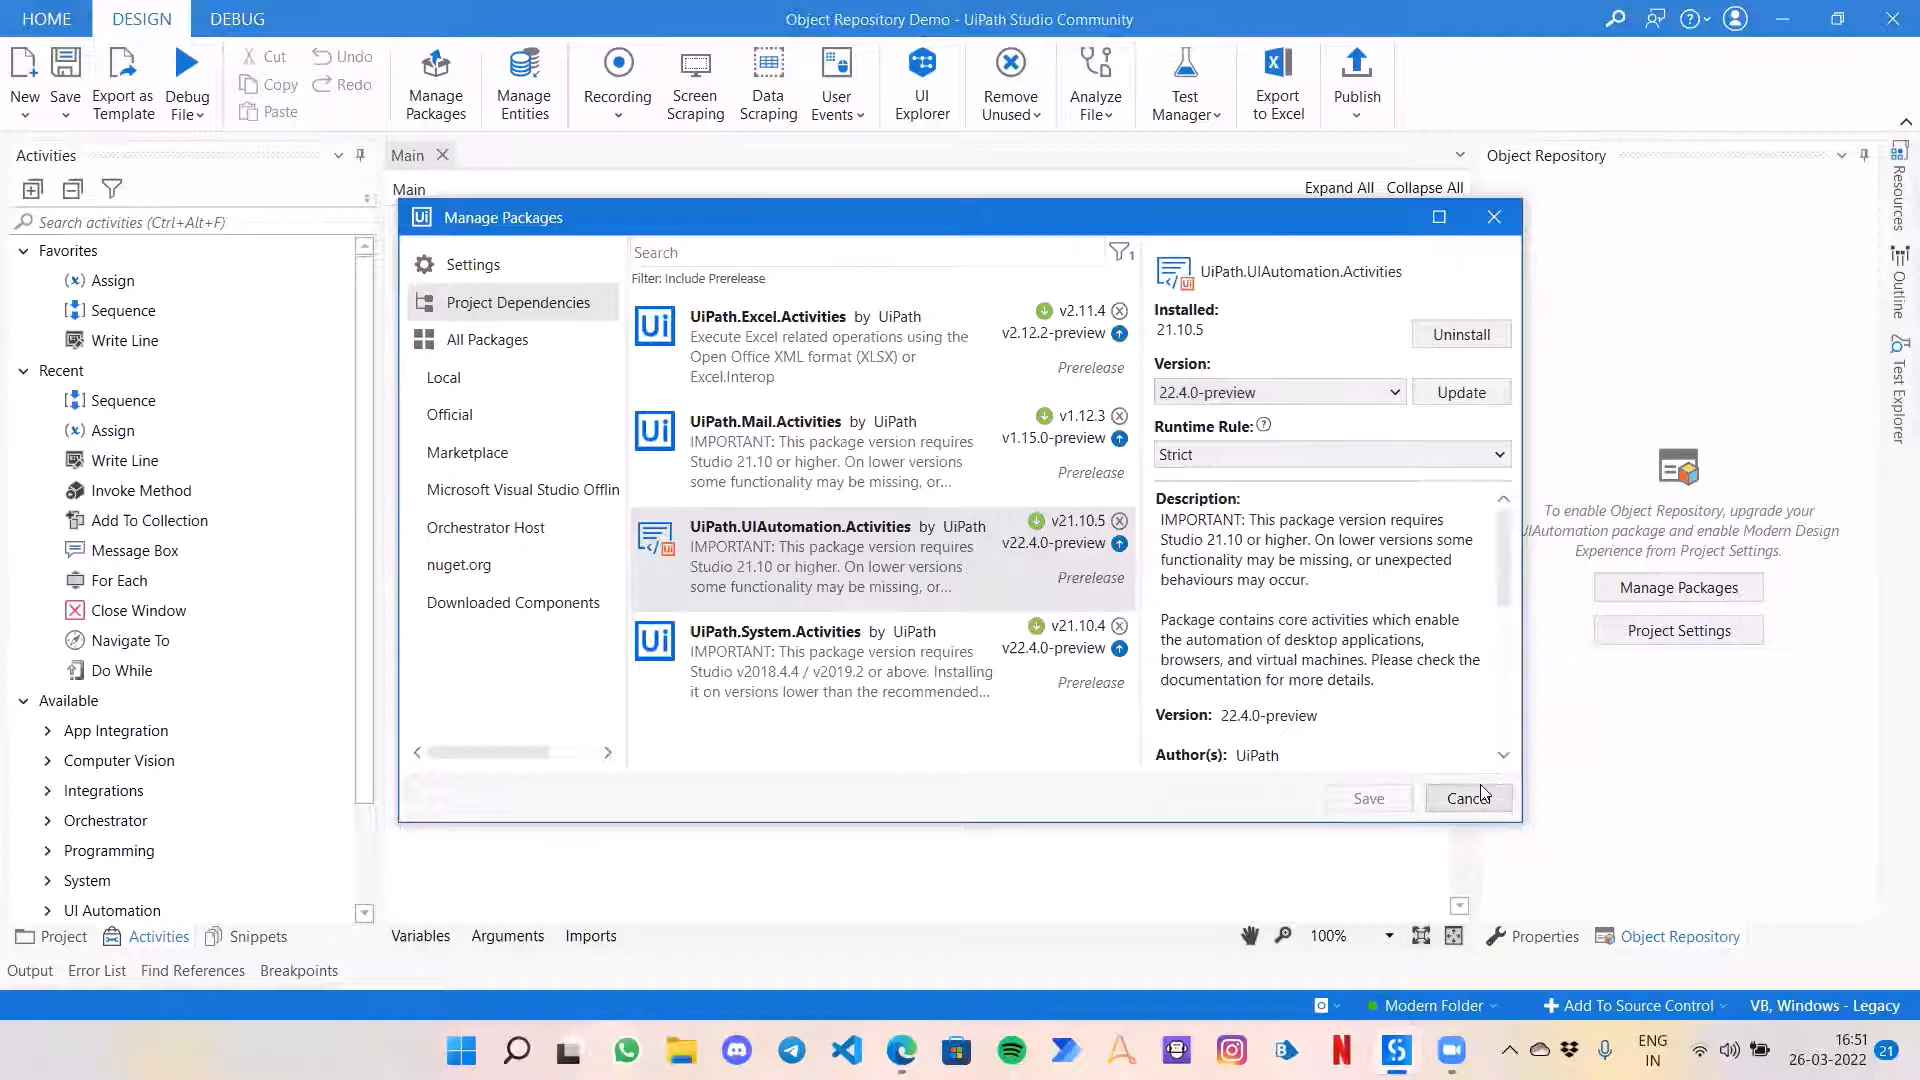 HOME
DESIGN
DEBUG
Object Repository Demo - UiPath Studio Community
New
Save
Export as
Template
Debug
File
Cut
Copy
Paste
Undo
Redo
Manage
Packages
Manage
Entities
Recording
Screen
Scraping
Data
Scraping
User
Events
UI
Explorer
Remove
Unused
Analyze
File
Test
Manager
Export
to Excel
Publish
Activities
Search activities (Ctrl+Alt+F)
Favorites
Assign
Sequence
Write Line
Recent
Sequence
Assign
Write Line
Invoke Method
Add To Collection
Message Box
For Each
Close Window
Navigate To
Do While
Available
App Integration
Computer Vision
Integrations
Orchestrator
Programming
System
UI Automation
Project
Activities
Snippets
Main
Main
Expand All
Collapse All
Manage Packages
Settings
Project Dependencies
All Packages
Local
Official
Marketplace
Microsoft Visual Studio Offlin
Orchestrator Host
nuget.org
Downloaded Components
Search
Filter: Include Prerelease
UiPath.Excel.Activities by UiPath
Execute Excel related operations using the
Open Office XML format (XLSX) or
Excel.Interop
v2.11.4
v2.12.2-preview
Prerelease
UiPath.Mail.Activities by UiPath
IMPORTANT: This package version requires
Studio 21.10 or higher. On lower versions
some functionality may be missing, or...
v1.12.3
v1.15.0-preview
Prerelease
UiPath.UIAutomation.Activities by UiPath
IMPORTANT: This package version requires
Studio 21.10 or higher. On lower versions
some functionality may be missing, or...
v21.10.5
v22.4.0-preview
Prerelease
UiPath.System.Activities by UiPath
IMPORTANT: This package version requires
Studio v2018.4.4 / v2019.2 or above. Installing
it on versions lower than the recommended...
v21.10.4
v22.4.0-preview
Prerelease
UiPath.UIAutomation.Activities
Installed:
21.10.5
Uninstall
Version:
22.4.0-preview
Update
Runtime Rule:
Strict
Description:
IMPORTANT: This package version requires
Studio 21.10 or higher. On lower versions some
functionality may be missing, or unexpected
behaviours may occur.
Package contains core activities which enable
the automation of desktop applications,
browsers, and virtual machines. Please check the
documentation for more details.
Version: 22.4.0-preview
Author(s): UiPath
Save
Cancel
Object Repository
To enable Object Repository, upgrade your
UIAutomation package and enable Modern Design
Experience from Project Settings.
Manage Packages
Project Settings
Resources
Outline
Test Explorer
Variables
Arguments
Imports
100%
Properties
Object Repository
Output
Error List
Find References
Breakpoints
Modern Folder
Add To Source Control
VB, Windows - Legacy
ENG
IN
16:51
26-03-2022
21